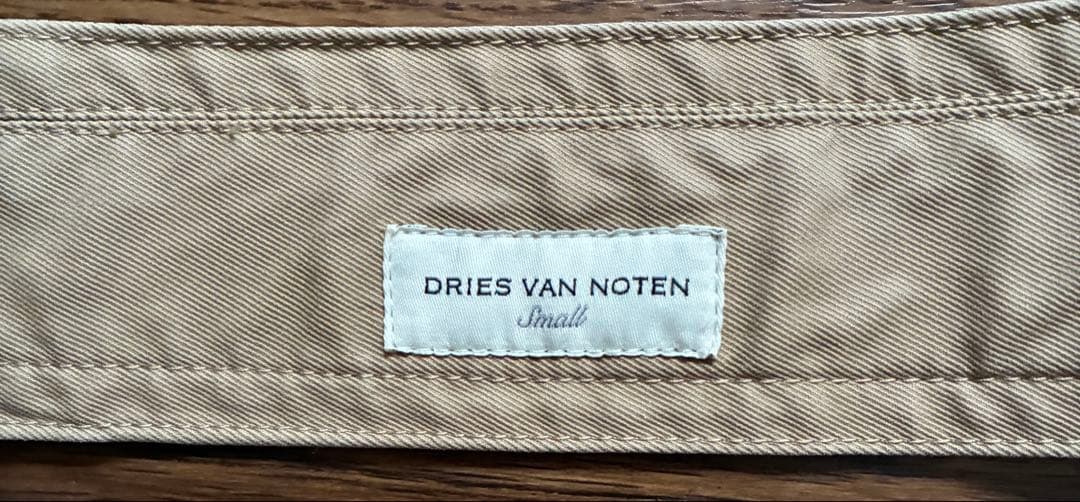 DRIES VAN NOTEN
Small